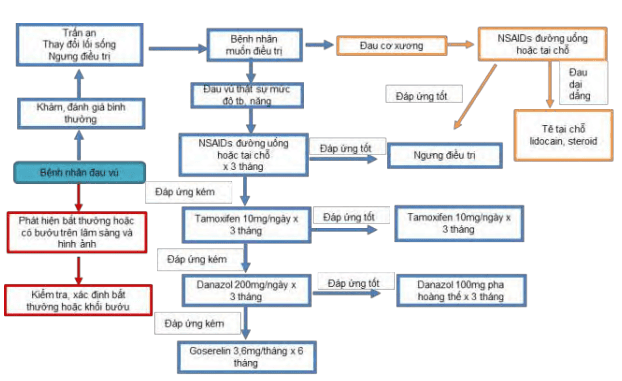 Trấn an
Thay đổi lối sống
Ngưng điều trị
Bệnh nhân
muốn điều trị
Đau cơ xương
NSAIDs đường uống
hoặc tại chỗ
Đau
dai
dẳng
Khám, đánh giá bình
thường
Đau vú thật sự mức
độ tb, nặng
Đáp ứng tốt
Tê tại chỗ
lidocain, steroid
NSAIDs đường uống
hoặc tại chỗ
x 3 tháng
Đáp ứng tốt
Ngưng điều trị
Bệnh nhân đau vú
Đáp ứng kém
Phát hiện bất thường hoặc
có bướu trên lâm sàng và
hình ảnh
Tamoxifen 10mg/ngày x
3 tháng
Đáp ứng tốt
Tamoxifen 10mg/ngày x
3 tháng
Đáp ứng kém
Kiểm tra, xác định bất
thường hoặc khối bướu
Danazol 200mg/ngày x
3 tháng
Đáp ứng tốt
Danazol 100mg pha
hoàng thể x 3 tháng
Đáp ứng kém
Goserelin 3,6mg/tháng x 6
tháng